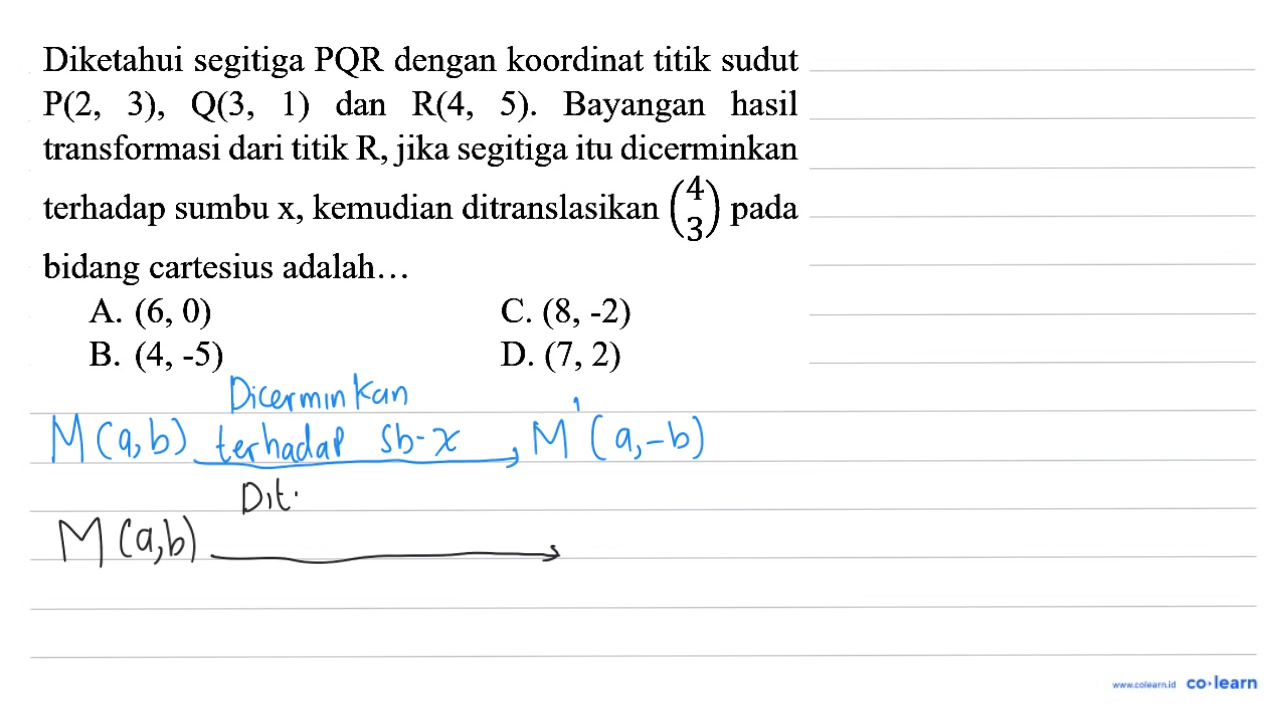 Diketahui segitiga PQR dengan koordinat titik sudut
P(2, 3), Q(3, 1) dan R(4, 5). Bayangan hasil
transformasi dari titik R, jika segitiga itu dicerminkan
terhadap sumbu x, kemudian ditranslasikan (4 3) pada
bidang cartesius adalah...
A. (6, 0) C. (8, -2)
B. (4, -5) D. (7, 2)
Dicerminkan
M(a,b) terhadap sb-x → M'(a,-b)
Dit.
M(a,b) →
www.colearn.id co·learn